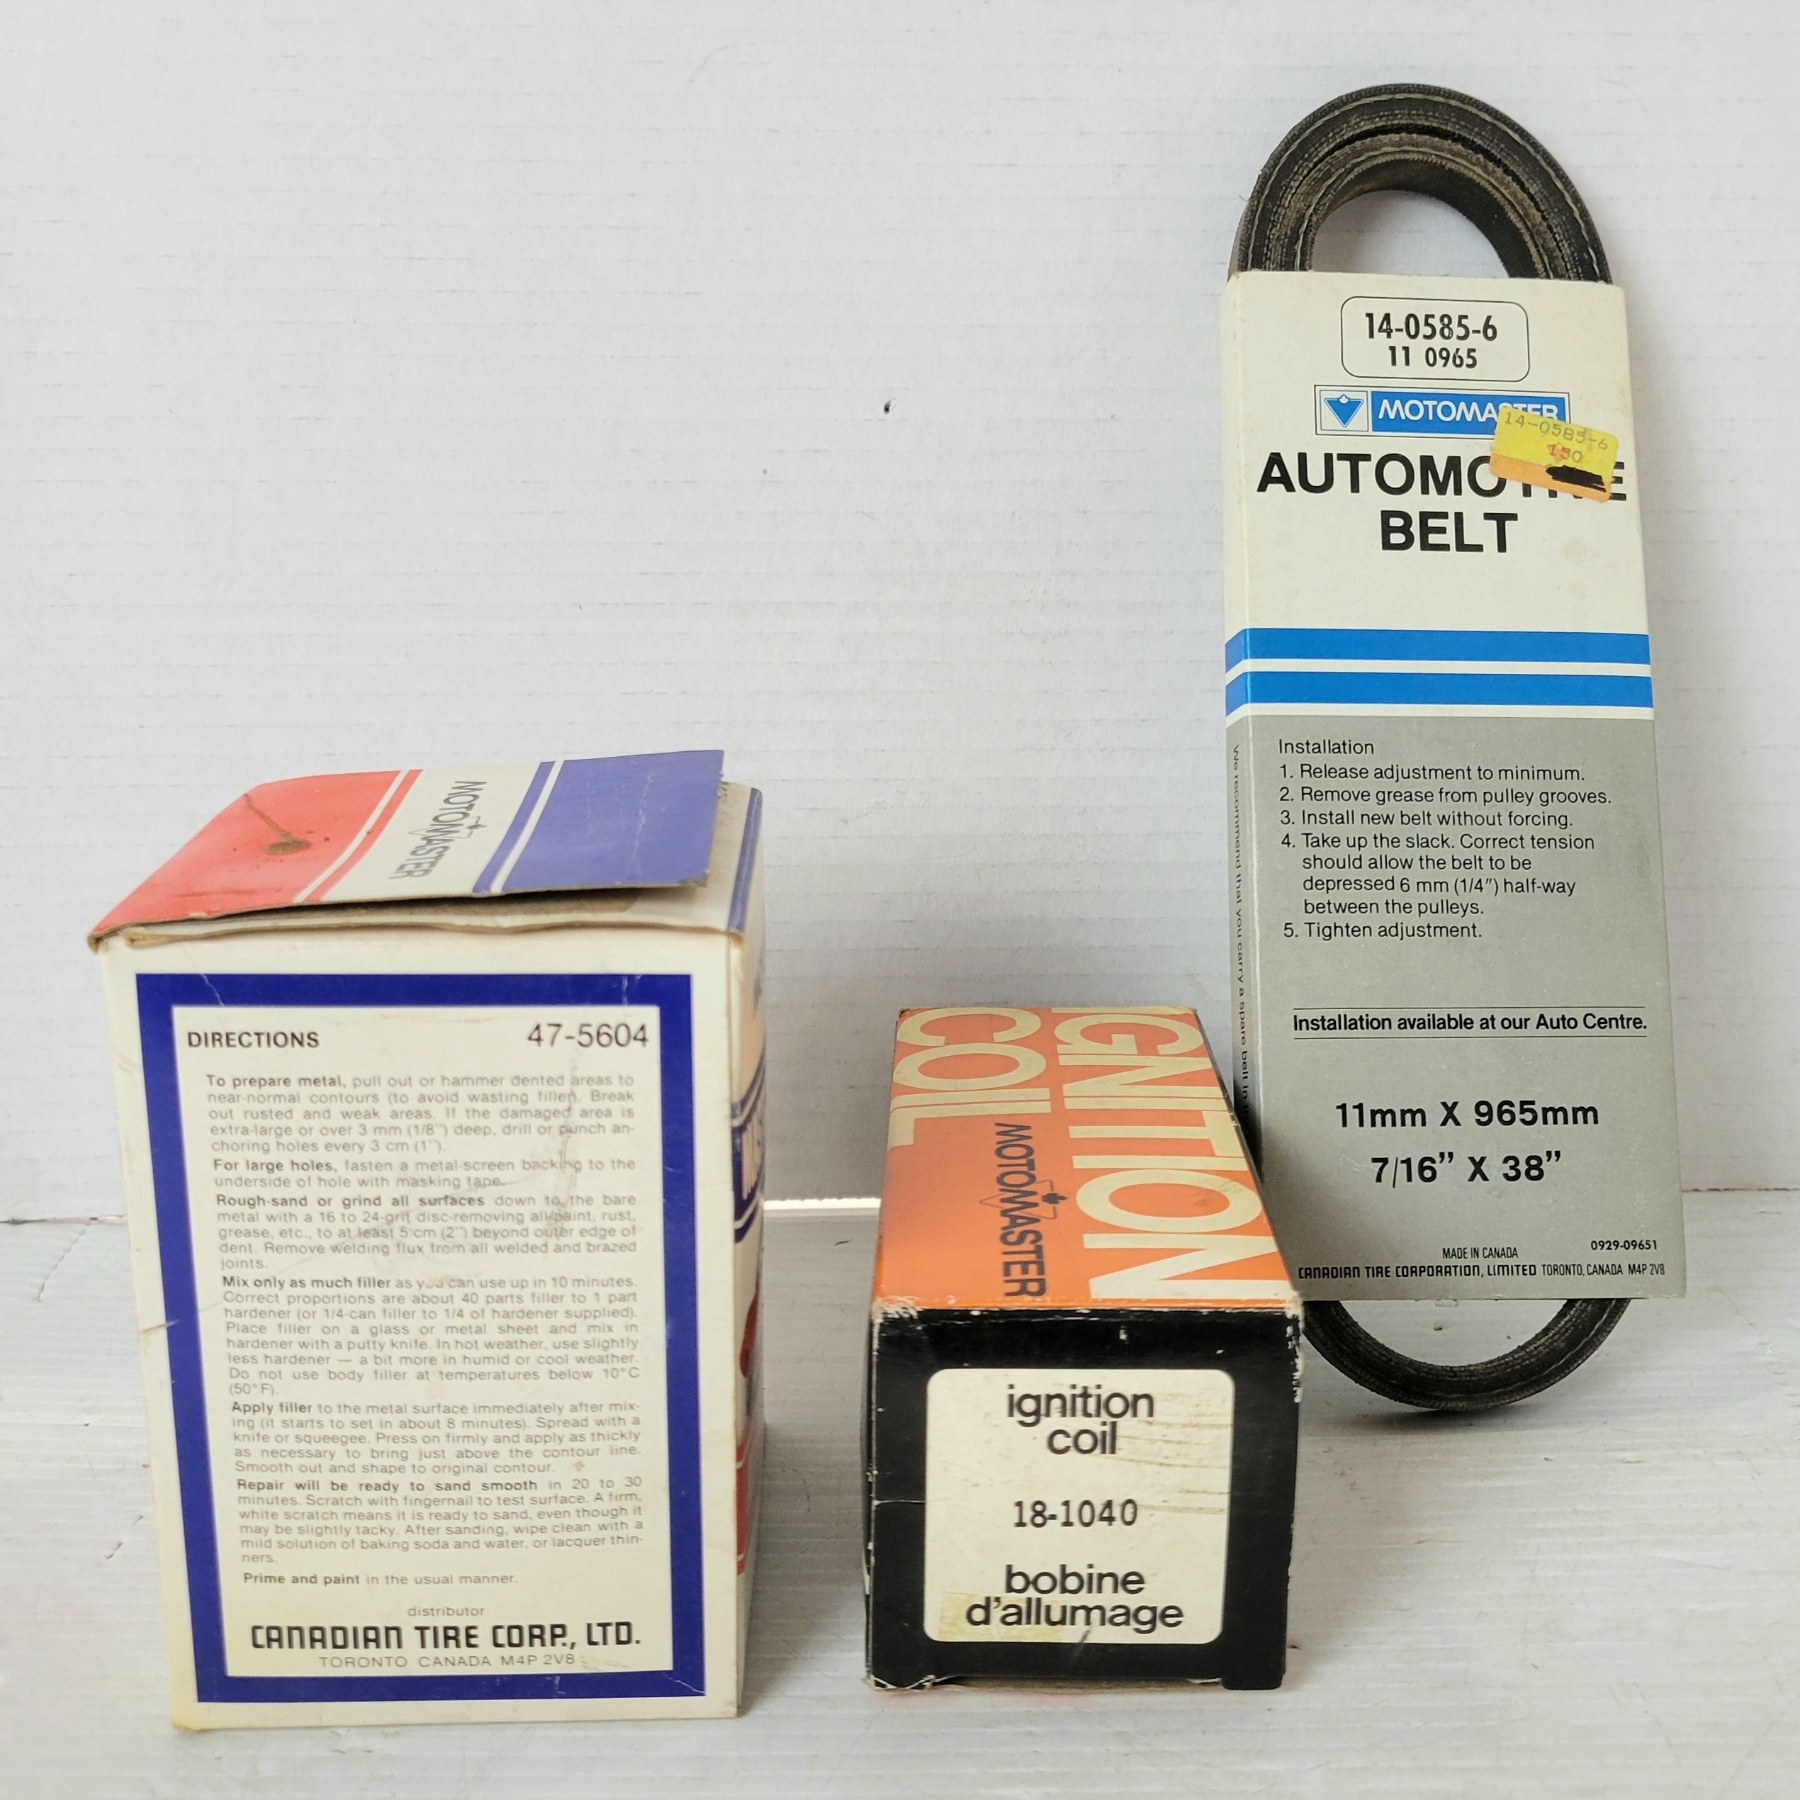 MOTOMASTER
DIRECTIONS
47-5604
To prepare metal, pull out or hammer dented areas to
near-normal contours (to avoid wasting filler). Break
out rusted and weak areas. If the damaged area is
extra-large or over 3 mm (1/8") deep, drill or punch an-
choring holes every 3 cm (1").
For large holes, fasten a metal-screen backing to the
underside of hole with masking tape.
Rough-sand or grind all surfaces down to the bare
metal with a 16 to 24-grit disc-removing all paint, rust,
grease, etc., to at least 5 cm (2") beyond outer edge of
dent. Remove welding flux from all welded and brazed
joints.
Mix only as much filler as you can use up in 10 minutes.
Correct proportions are about 40 parts filler to 1 part
hardener (or 1/4-can filler to 1/4 of hardener supplied).
Place filler on a glass or metal sheet and mix in
hardener with a putty knife. In hot weather, use slightly
less hardener — a bit more in humid or cool weather.
Do not use body filler at temperatures below 10°C
(50°F).
Apply filler to the metal surface immediately after mix-
ing (it starts to set in about 8 minutes). Spread with a
knife or squeegee. Press on firmly and apply as thickly
as necessary to bring just above the contour line.
Smooth out and shape to original contour.
Repair will be ready to sand smooth in 20 to 30
minutes. Scratch with fingernail to test surface. A firm,
white scratch means it is ready to sand, even though it
may be slightly tacky. After sanding, wipe clean with a
mild solution of baking soda and water, or lacquer thin-
ners.
Prime and paint in the usual manner.
distributor
CANADIAN TIRE CORP., LTD.
TORONTO CANADA M4P 2V8
IGNITION
COIL
MOTOMASTER
ignition
coil
18-1040
bobine
d'allumage
14-0585-6
11 0965
MOTOMASTER
14-0585-6
AUTOMOTIVE
BELT
Installation
1. Release adjustment to minimum.
2. Remove grease from pulley grooves.
3. Install new belt without forcing.
4. Take up the slack. Correct tension
should allow the belt to be
depressed 6 mm (1/4") half-way
between the pulleys.
5. Tighten adjustment.
Installation available at our Auto Centre.
11mm X 965mm
7/16" X 38"
MADE IN CANADA
0929-09651
CANADIAN TIRE CORPORATION, LIMITED TORONTO, CANADA M4P 2V8
We recommend that you carry a spare belt in